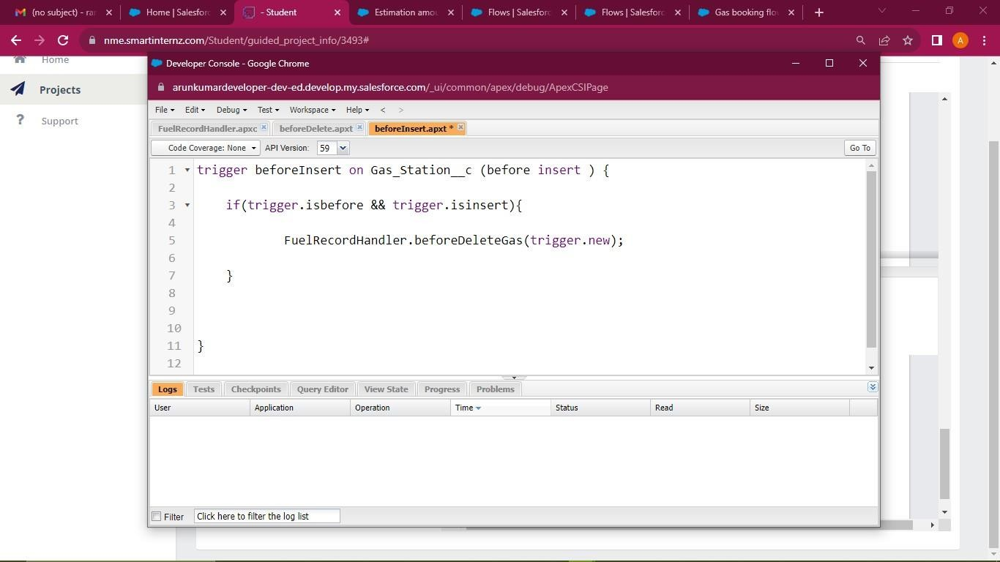 (no subject) - rar
Home | Salesforc
- Student
Estimation amou
Flows | Salesforc
Flows | Salesforc
Gas booking flow
nme.smartinternz.com/Student/guided_project_info/3493#
A
Home
Projects
Support
Developer Console - Google Chrome
arunkumardeveloper-dev-ed.develop.my.salesforce.com/_ui/common/apex/debug/ApexCSIPage
File Edit Debug Test Workspace Help < >
FuelRecordHandler.apxc beforeDelete.apxt beforeInsert.apxt *
Code Coverage: None API Version: 59 Go To
1 trigger beforeInsert on Gas_Station__c (before insert ) {
2
3 if(trigger.isbefore && trigger.isinsert){
4
5 FuelRecordHandler.beforeDeleteGas(trigger.new);
6
7 }
8
9
10
11 }
12
Logs Tests Checkpoints Query Editor View State Progress Problems
User Application Operation Time Status Read Size
Filter Click here to filter the log list